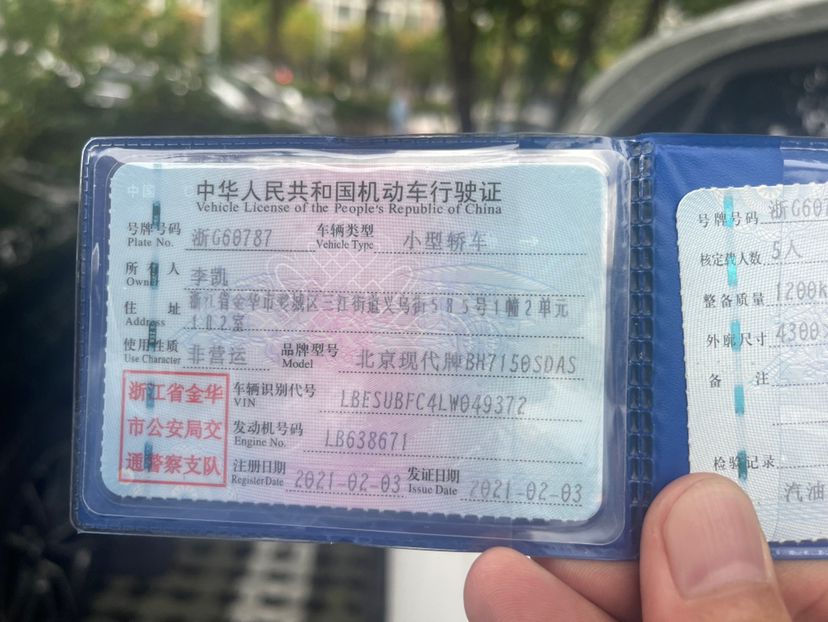 中国
中华人民共和国机动车行驶证
Vehicle License of the People's Republic of China
号牌号码 浙G60787 车辆类型 小型轿车
Plate No. Vehicle Type
所有人 李凯
Owner
住址 浙江省金华市婺城区三江街道义乌街585号1幢2单元
Address 102室
使用性质 非营运 品牌型号 北京现代牌BH7150SDAS
Use Character Model
浙江省金华
市公安局交
通警察支队
车辆识别代号 LBESUBFC4LW049372
VIN
发动机号码 LB638671
Engine No.
注册日期 2021-02-03 发证日期 2021-02-03
Register Date Issue Date
号牌号码 浙G607
核定载人数 5人
整备质量 1200k
外廓尺寸 4300
备注
检验记录
汽油